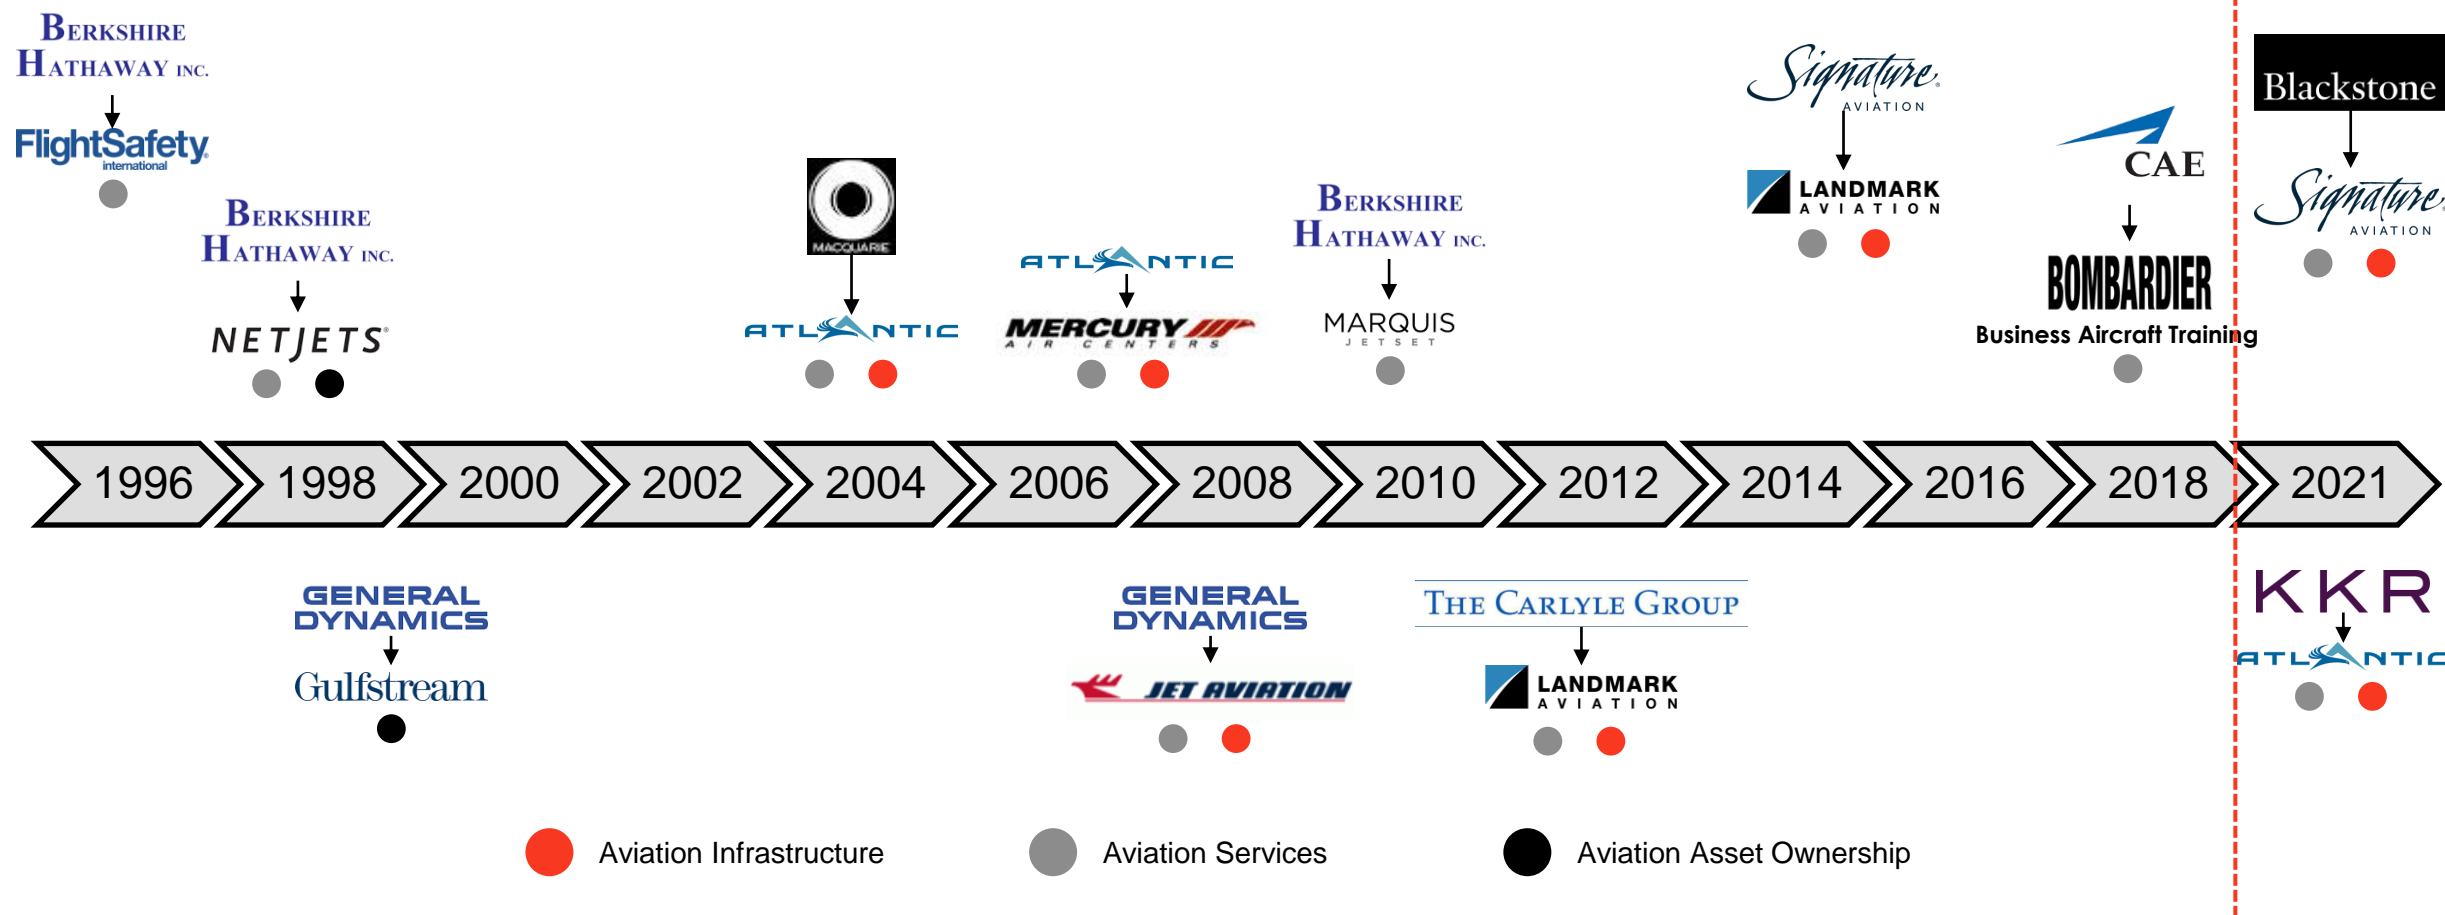 BERKSHIRE
HATHAWAY INC.
FlightSafety
international
BERKSHIRE
HATHAWAY INC.
NETJETS®
MACQUARIE
ATLANTIC
ATLANTIC
MERCURY
AIR CENTERS
BERKSHIRE
HATHAWAY INC.
MARQUIS
JETSET
Signature
AVIATION
LANDMARK
AVIATION
CAE
BOMBARDIER
Business Aircraft Training
Blackstone
Signature
AVIATION
1996
1998
2000
2002
2004
2006
2008
2010
2012
2014
2016
2018
2021
GENERAL
DYNAMICS
Gulfstream
GENERAL
DYNAMICS
JET AVIATION
THE CARLYLE GROUP
LANDMARK
AVIATION
KKR
ATLANTIC
Aviation Infrastructure
Aviation Services
Aviation Asset Ownership